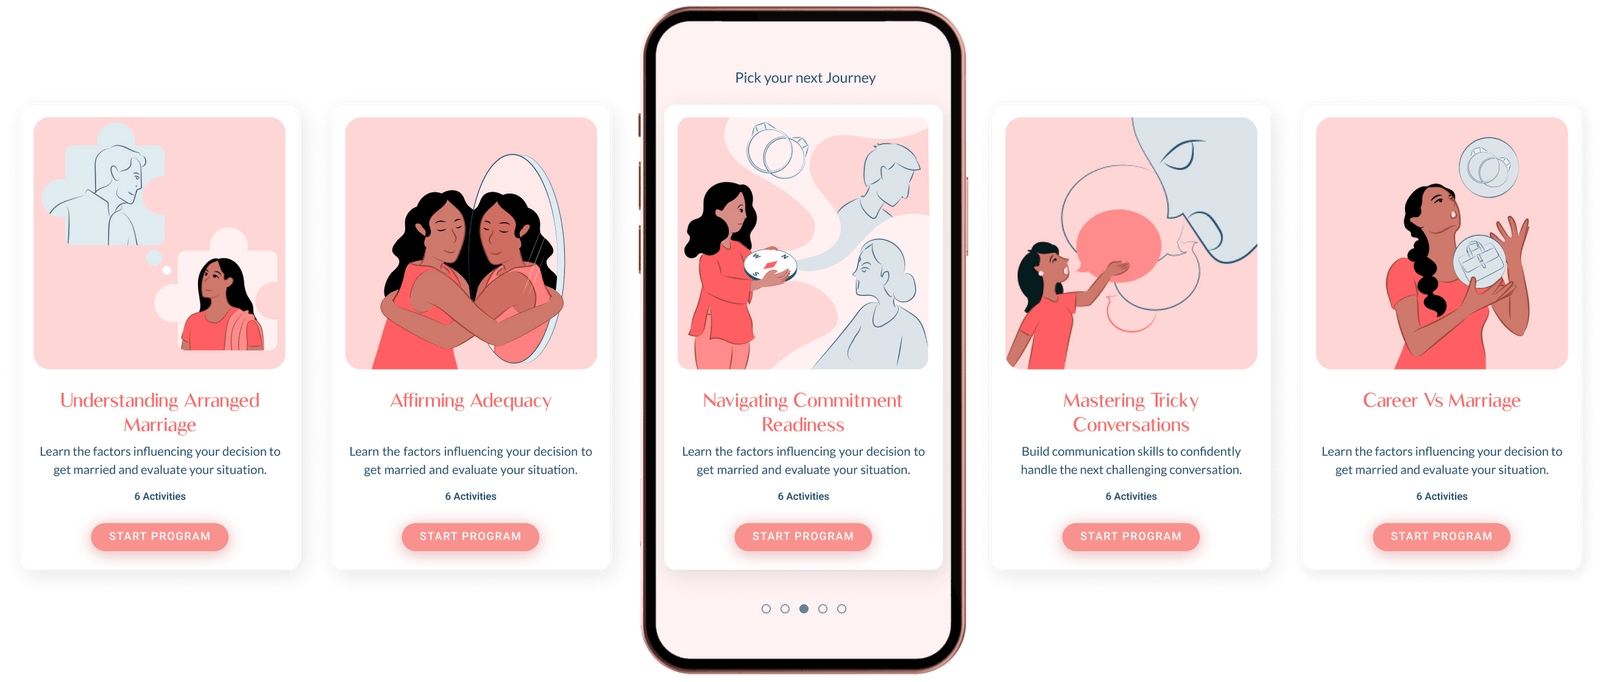 Pick your next Journey
Understanding Arranged
Marriage
Learn the factors influencing your decision to
get married and evaluate your situation.
6 Activities
START PROGRAM
Affirming Adequacy
Learn the factors influencing your decision to
get married and evaluate your situation.
6 Activities
START PROGRAM
W N
S
Navigating Commitment
Readiness
Learn the factors influencing your decision to
get married and evaluate your situation.
6 Activities
START PROGRAM
Mastering Tricky
Conversations
Build communication skills to confidently
handle the next challenging conversation.
6 Activities
START PROGRAM
Career Vs Marriage
Learn the factors influencing your decision to
get married and evaluate your situation.
6 Activities
START PROGRAM